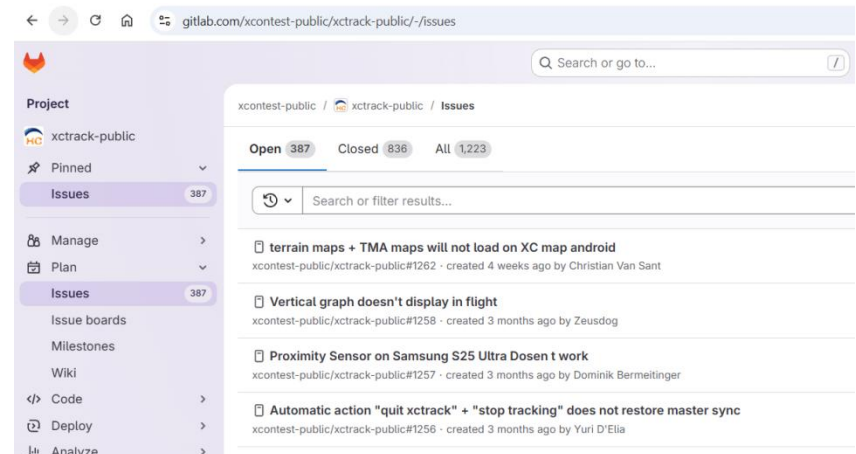 gitlab.com/xcontest-public/xctrack-public/-/issues
Search or go to... /
Project
XC xctrack-public
Pinned
Issues 387
Manage
Plan
Issues 387
Issue boards
Milestones
Wiki
Code
Deploy
Analyze
xcontest-public / xctrack-public / Issues
Open 387 Closed 836 All 1,223
Search or filter results...
terrain maps + TMA maps will not load on XC map android
xcontest-public/xctrack-public#1262 · created 4 weeks ago by Christian Van Sant
Vertical graph doesn't display in flight
xcontest-public/xctrack-public#1258 · created 3 months ago by Zeusdog
Proximity Sensor on Samsung S25 Ultra Dosen t work
xcontest-public/xctrack-public#1257 · created 3 months ago by Dominik Bermeitinger
Automatic action "quit xctrack" + "stop tracking" does not restore master sync
xcontest-public/xctrack-public#1256 · created 3 months ago by Yuri D'Elia